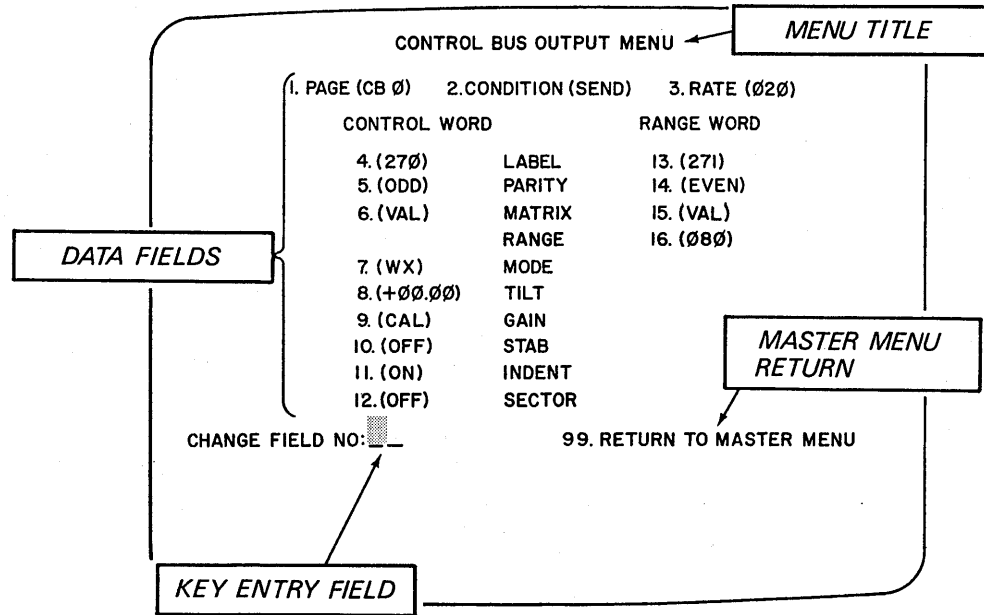 MENU TITLE
CONTROL BUS OUTPUT MENU
1. PAGE (CB Ø) 2.CONDITION (SEND) 3. RATE (Ø2Ø)
CONTROL WORD RANGE WORD
4. (27Ø) LABEL 13. (271)
5. (ODD) PARITY 14. (EVEN)
6. (VAL) MATRIX 15. (VAL)
RANGE 16. (Ø8Ø)
DATA FIELDS
7. (WX) MODE
8. (+ØØ.ØØ) TILT
9. (CAL) GAIN
10. (OFF) STAB
11. (ON) INDENT
12. (OFF) SECTOR
MASTER MENU
RETURN
CHANGE FIELD NO: _ _ 99. RETURN TO MASTER MENU
KEY ENTRY FIELD